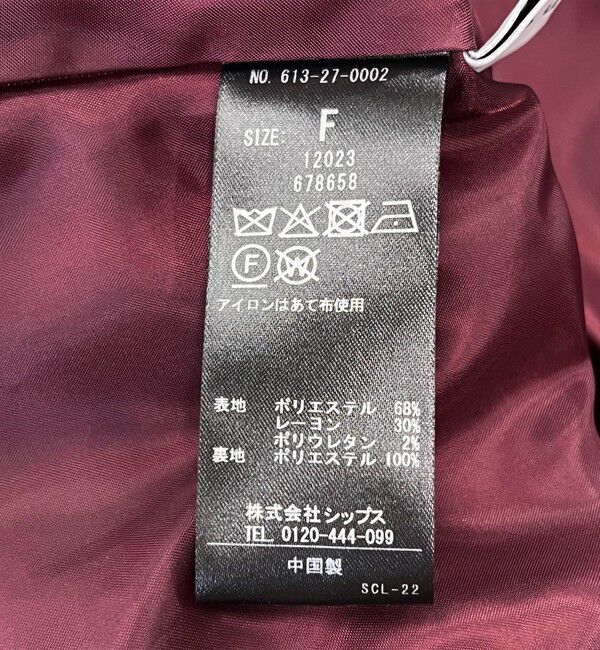 NO. 613-27-0002
SIZE: F
12023
678658
F W
アイロンはあて布使用
表地 ポリエステル 68%
レーヨン 30%
ポリウレタン 2%
裏地 ポリエステル 100%
株式会社シップス
TEL. 0120-444-099
中国製
SCL-22